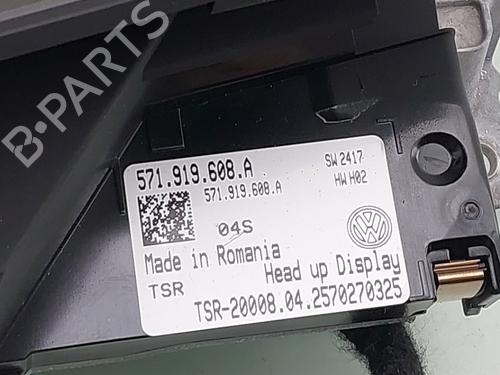 B-PARTS
571.919.608.A
SW 2417
571.919.608.A
HW H02
04S
Made in Romania
Head up Display
TSR
TSR-20008.04.2570270325